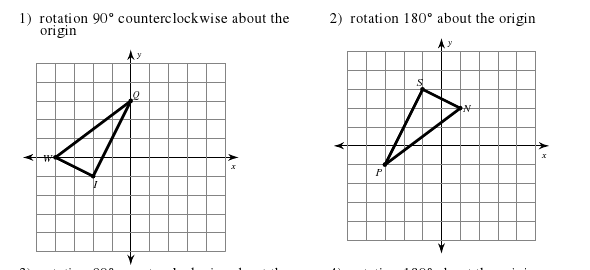 1) rotation 90° counterclockwise about the
origin
2) rotation 180° about the origin
y
Q
W
I
x
y
S
N
P
x